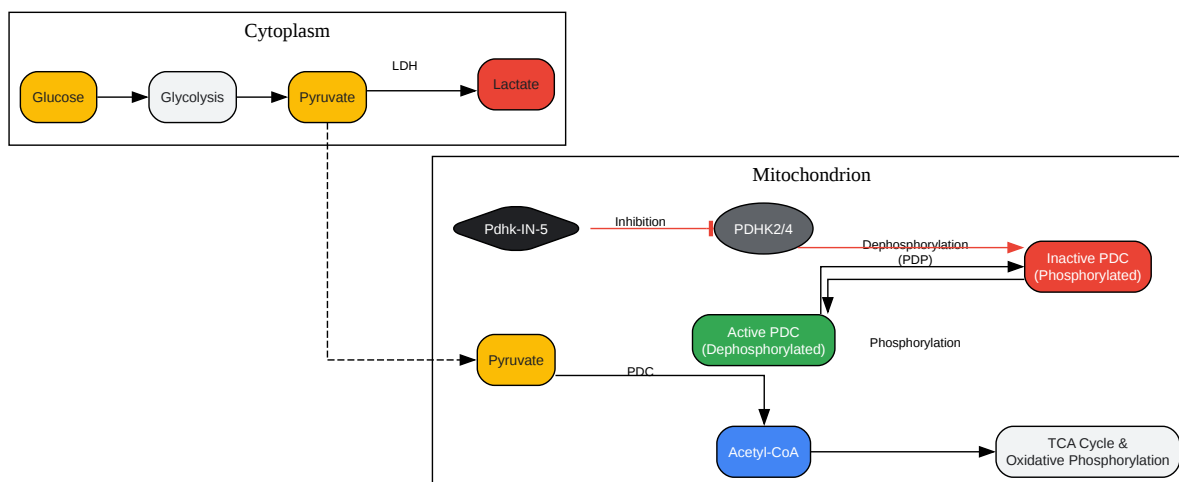 Cytoplasm
Glucose
Glycolysis
Pyruvate
LDH
Lactate
Mitochondrion
Pdhk-IN-5
Inhibition
PDHK2/4
Dephosphorylation
(PDP)
Inactive PDC
(Phosphorylated)
Active PDC
(Dephosphorylated)
Phosphorylation
Pyruvate
PDC
Acetyl-CoA
TCA Cycle &
Oxidative Phosphorylation